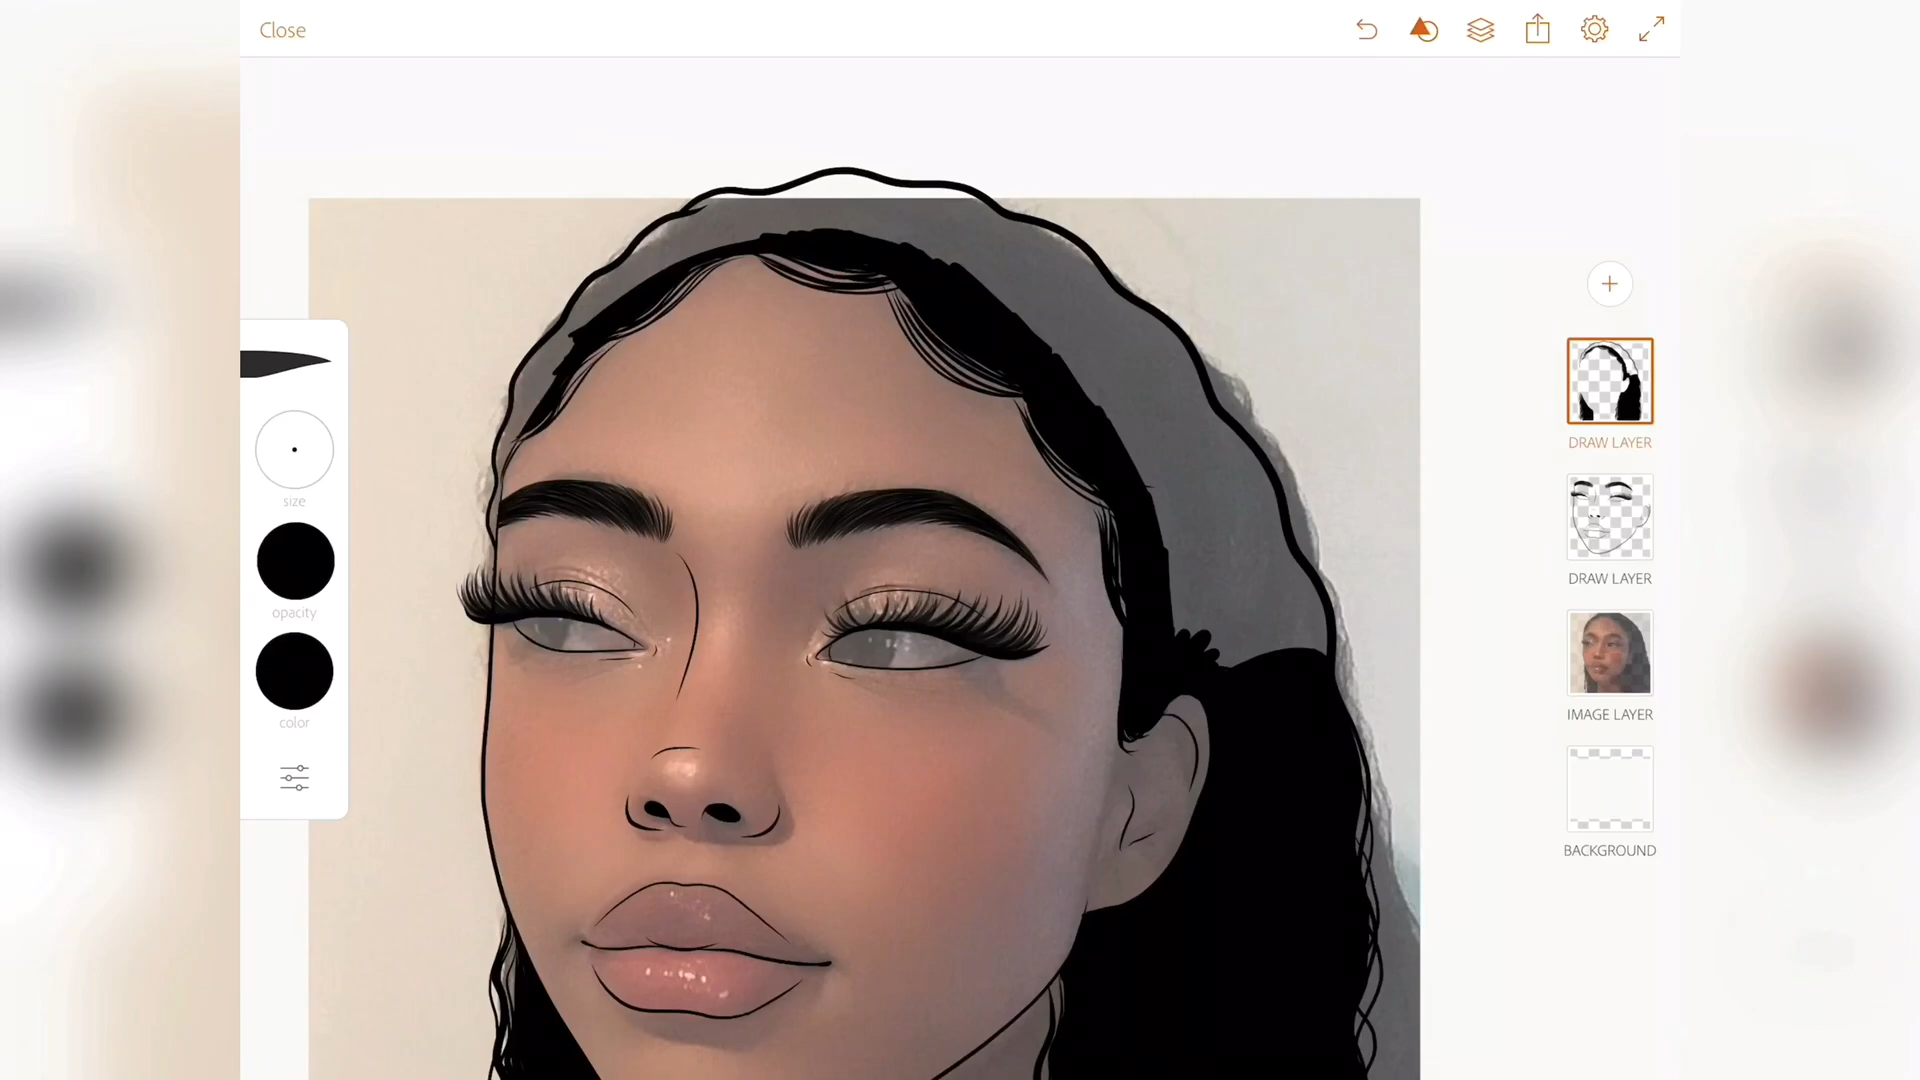 Close
size
opacity
color
DRAW LAYER
DRAW LAYER
IMAGE LAYER
BACKGROUND